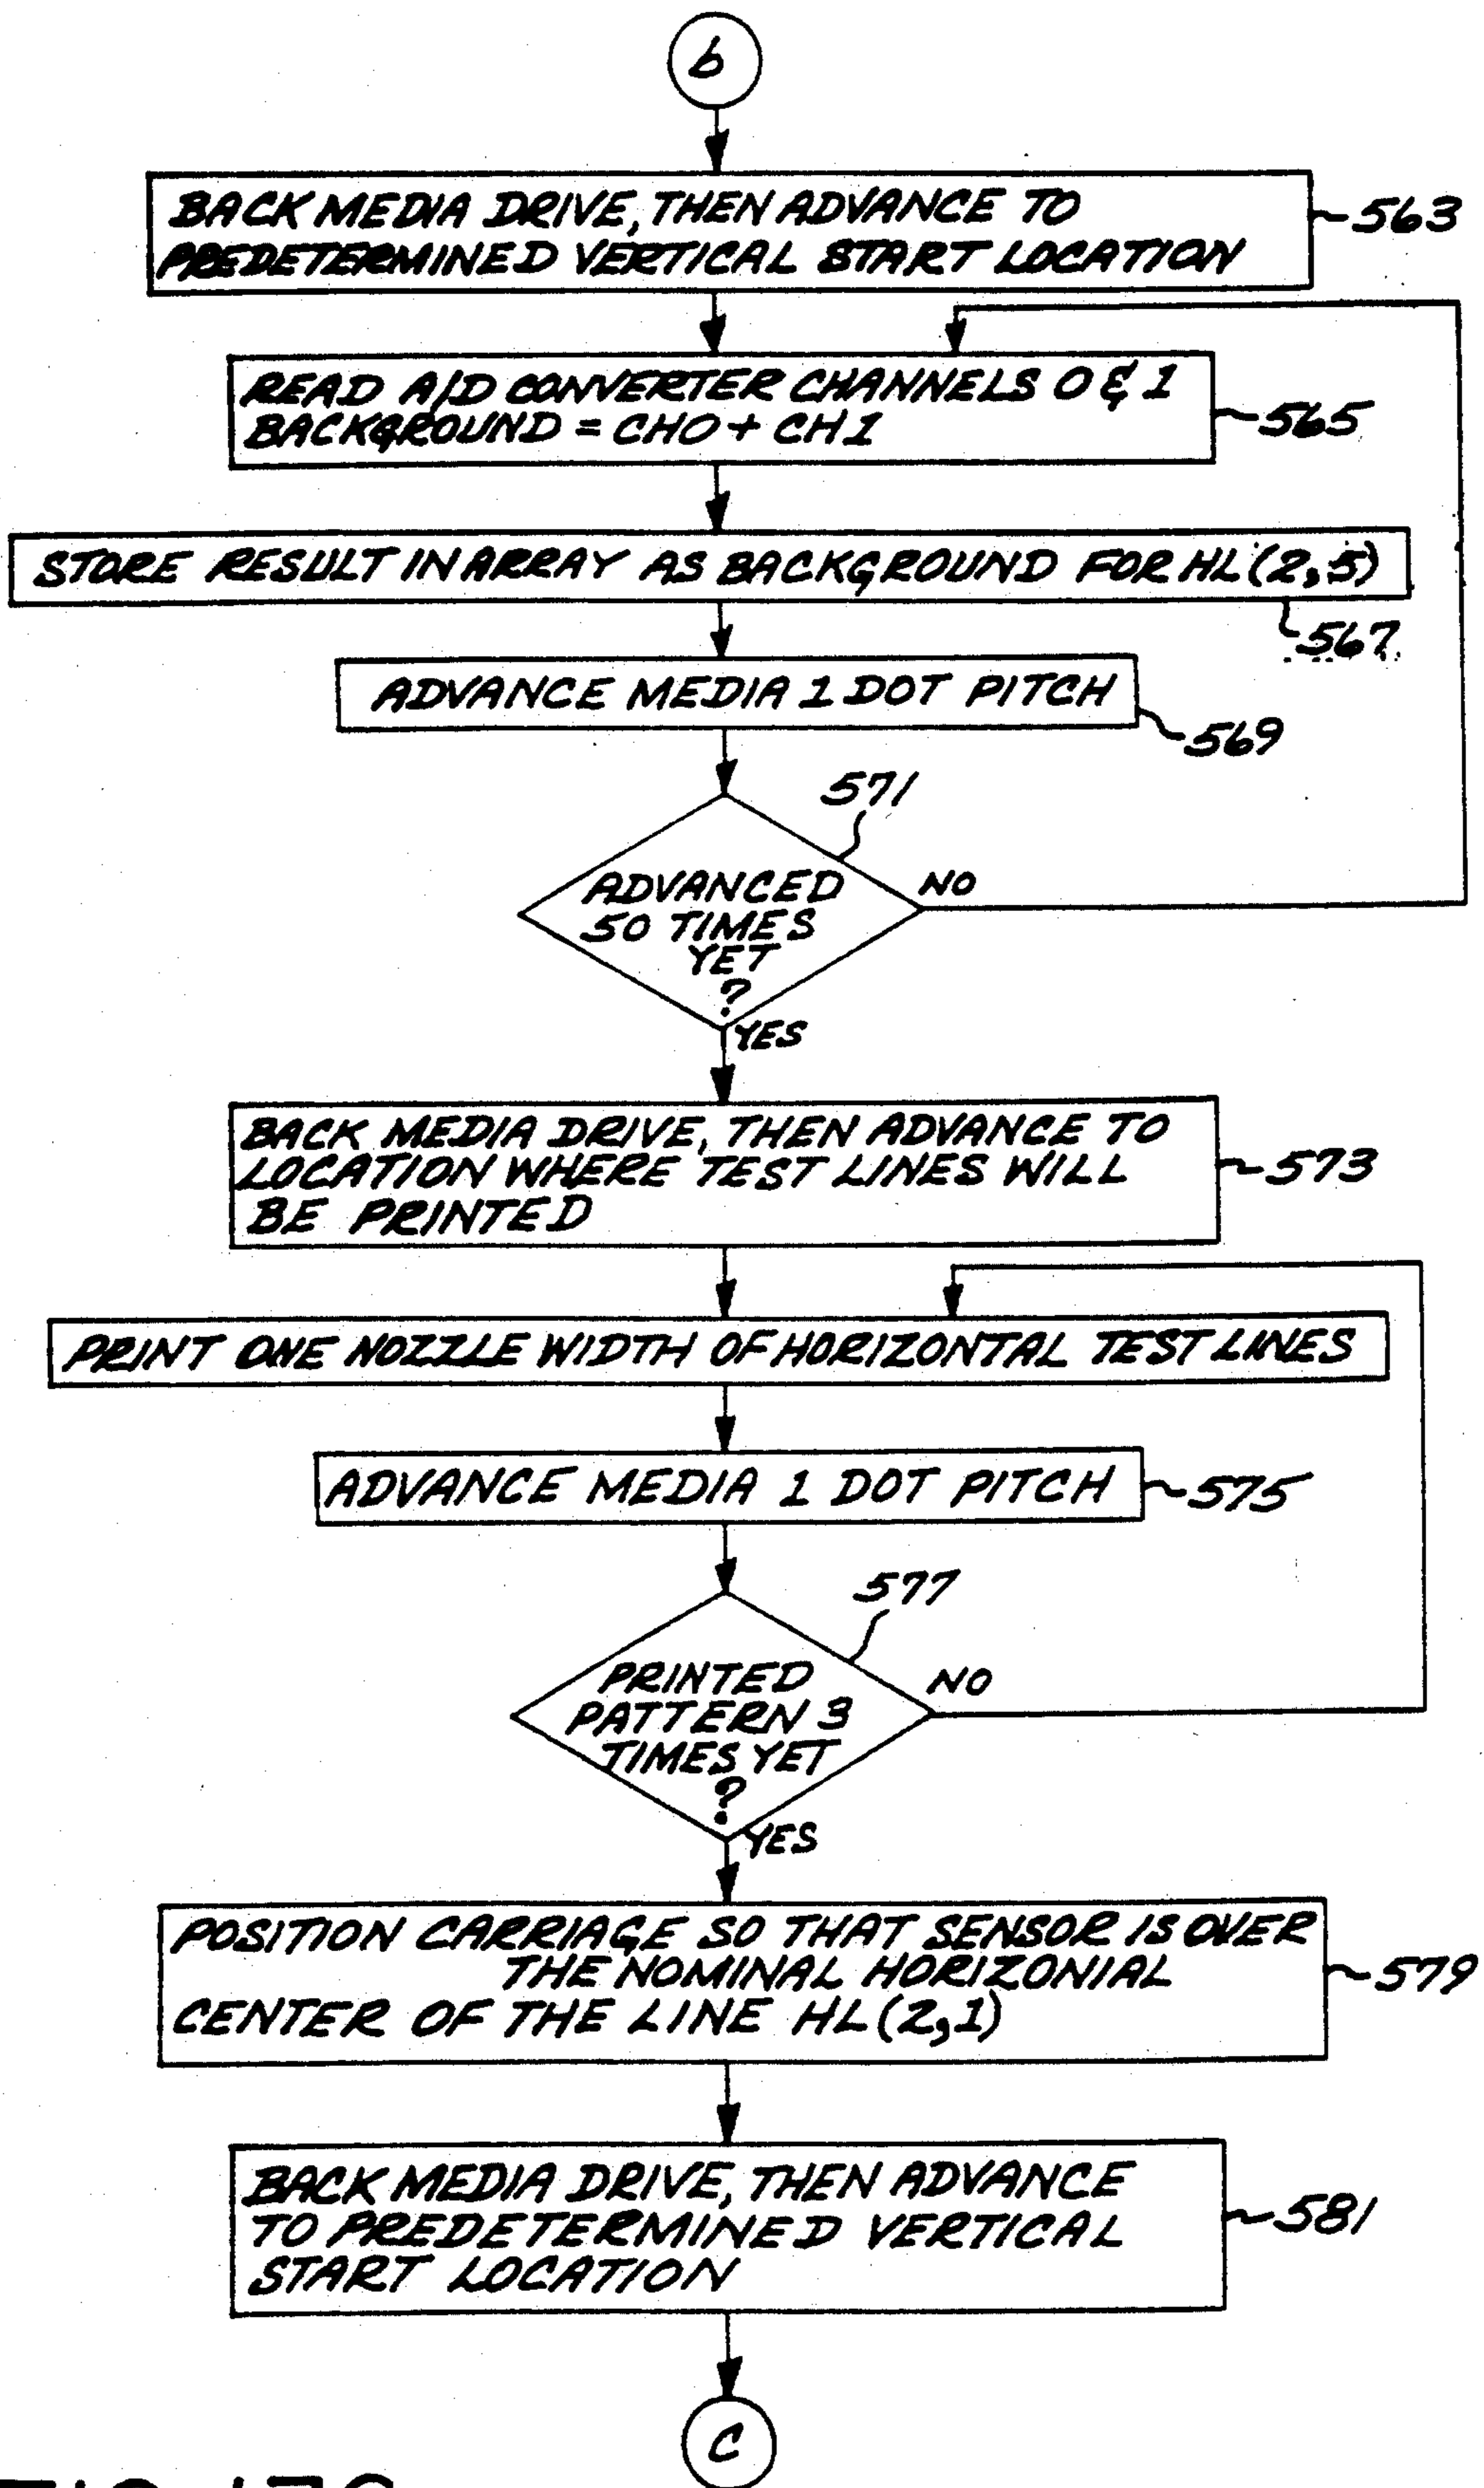 b
BACK MEDIA DRIVE, THEN ADVANCE TO
PREDETERMINED VERTICAL START LOCATION
563
READ A/D CONVERTER CHANNELS 0 & 1
BACKGROUND = CH0 + CH1
565
STORE RESULT IN ARRAY AS BACKGROUND FOR HL(2,5)
567
ADVANCE MEDIA 1 DOT PITCH
569
571
ADVANCED
50 TIMES
YET
?
NO
YES
BACK MEDIA DRIVE, THEN ADVANCE TO
LOCATION WHERE TEST LINES WILL
BE PRINTED
573
PRINT ONE NOZZLE WIDTH OF HORIZONTAL TEST LINES
ADVANCE MEDIA 1 DOT PITCH
575
577
PRINTED
PATTERN 3
TIMES YET
?
NO
YES
POSITION CARRIAGE SO THAT SENSOR IS OVER
THE NOMINAL HORIZONIAL
CENTER OF THE LINE HL(2,1)
579
BACK MEDIA DRIVE, THEN ADVANCE
TO PREDETERMINED VERTICAL
START LOCATION
581
C